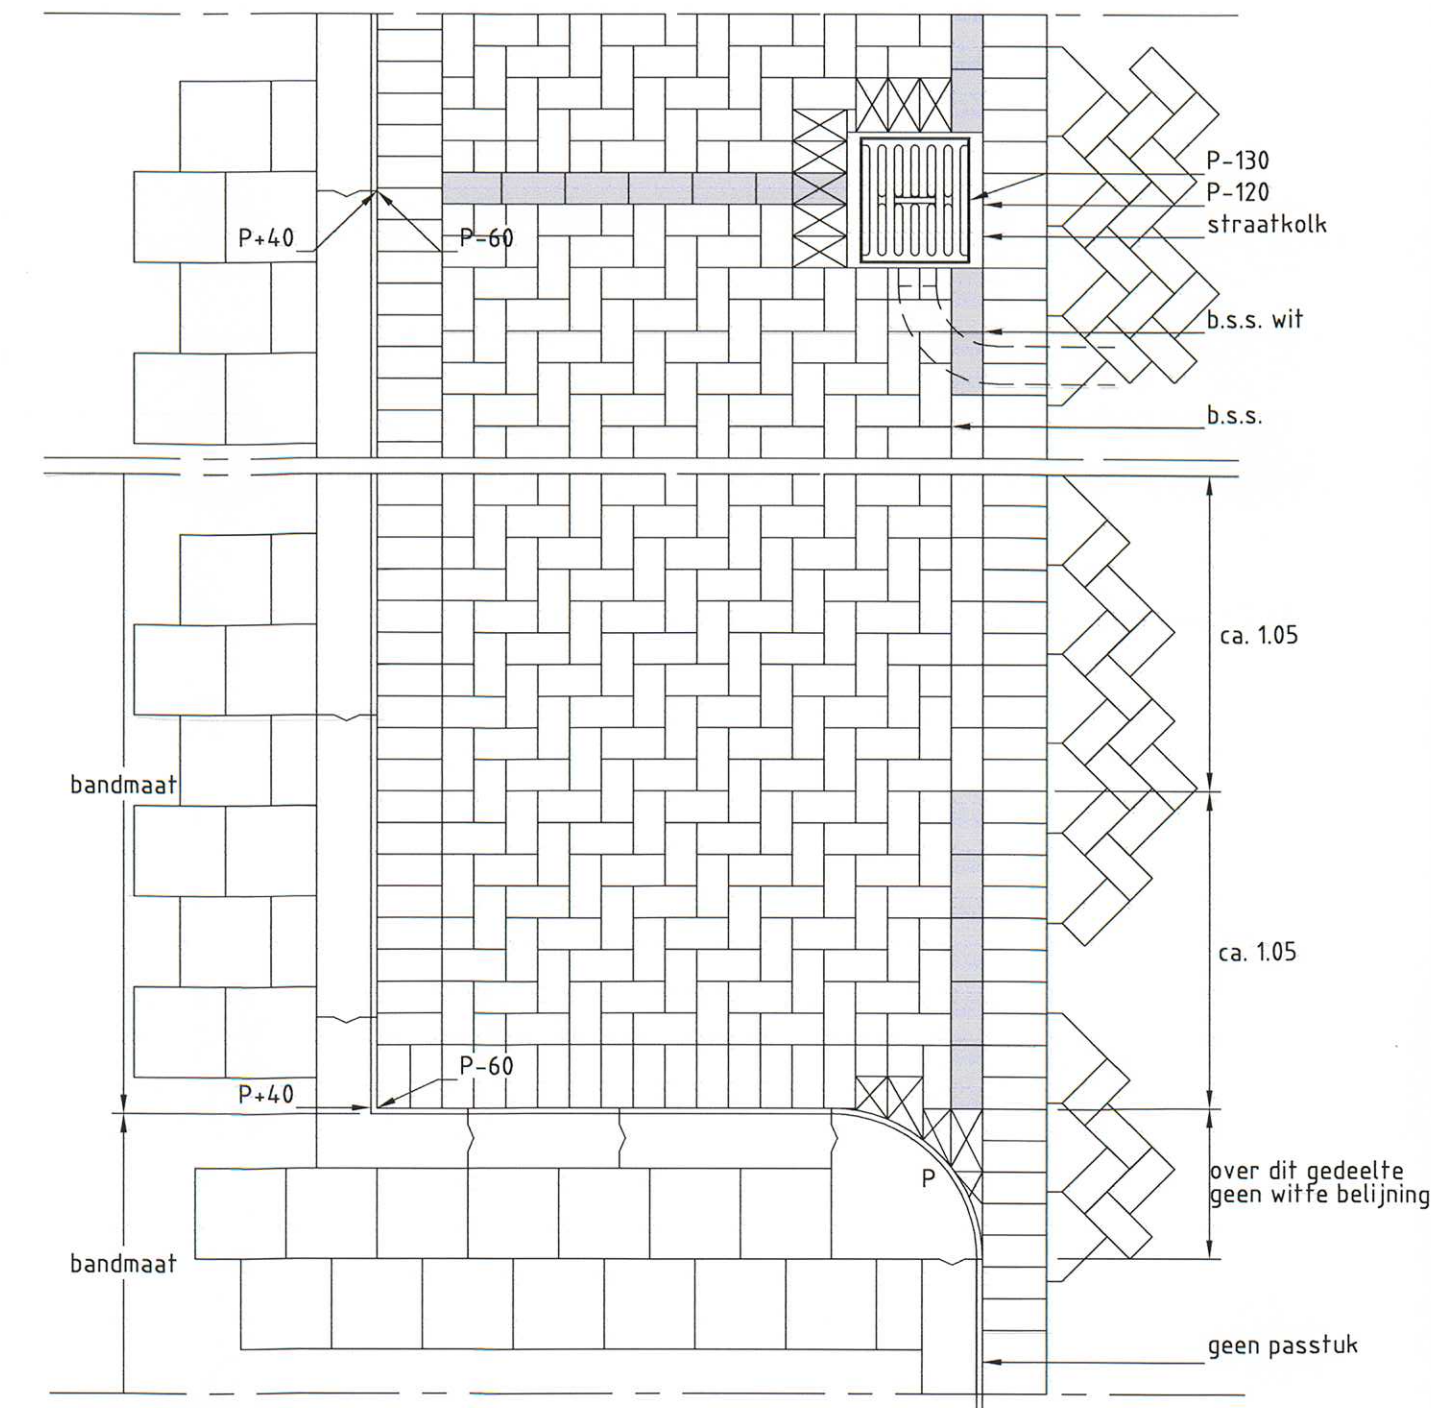 P-130
P-120
straatkolk
P+40
P-60
b.s.s. wit
b.s.s.
ca. 1.05
bandmaat
ca. 1.05
P-60
P+40
P
over dit gedeelte
geen witte belijning
bandmaat
geen passtuk